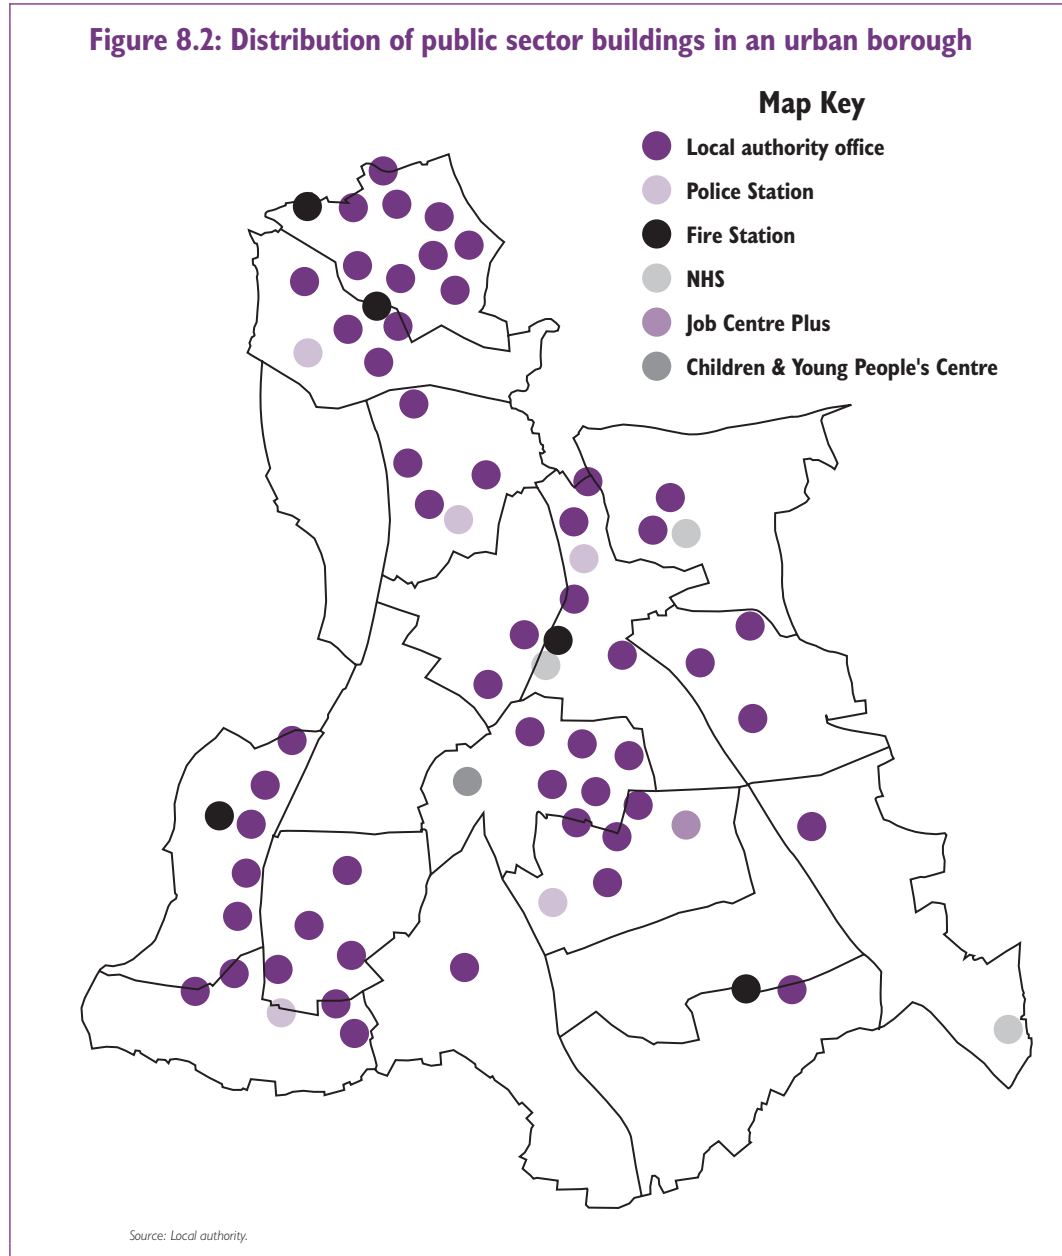 Figure 8.2: Distribution of public sector buildings in an urban borough
Map Key
Local authority office
Police Station
Fire Station
NHS
Job Centre Plus
Children & Young People's Centre
Source: Local authority.